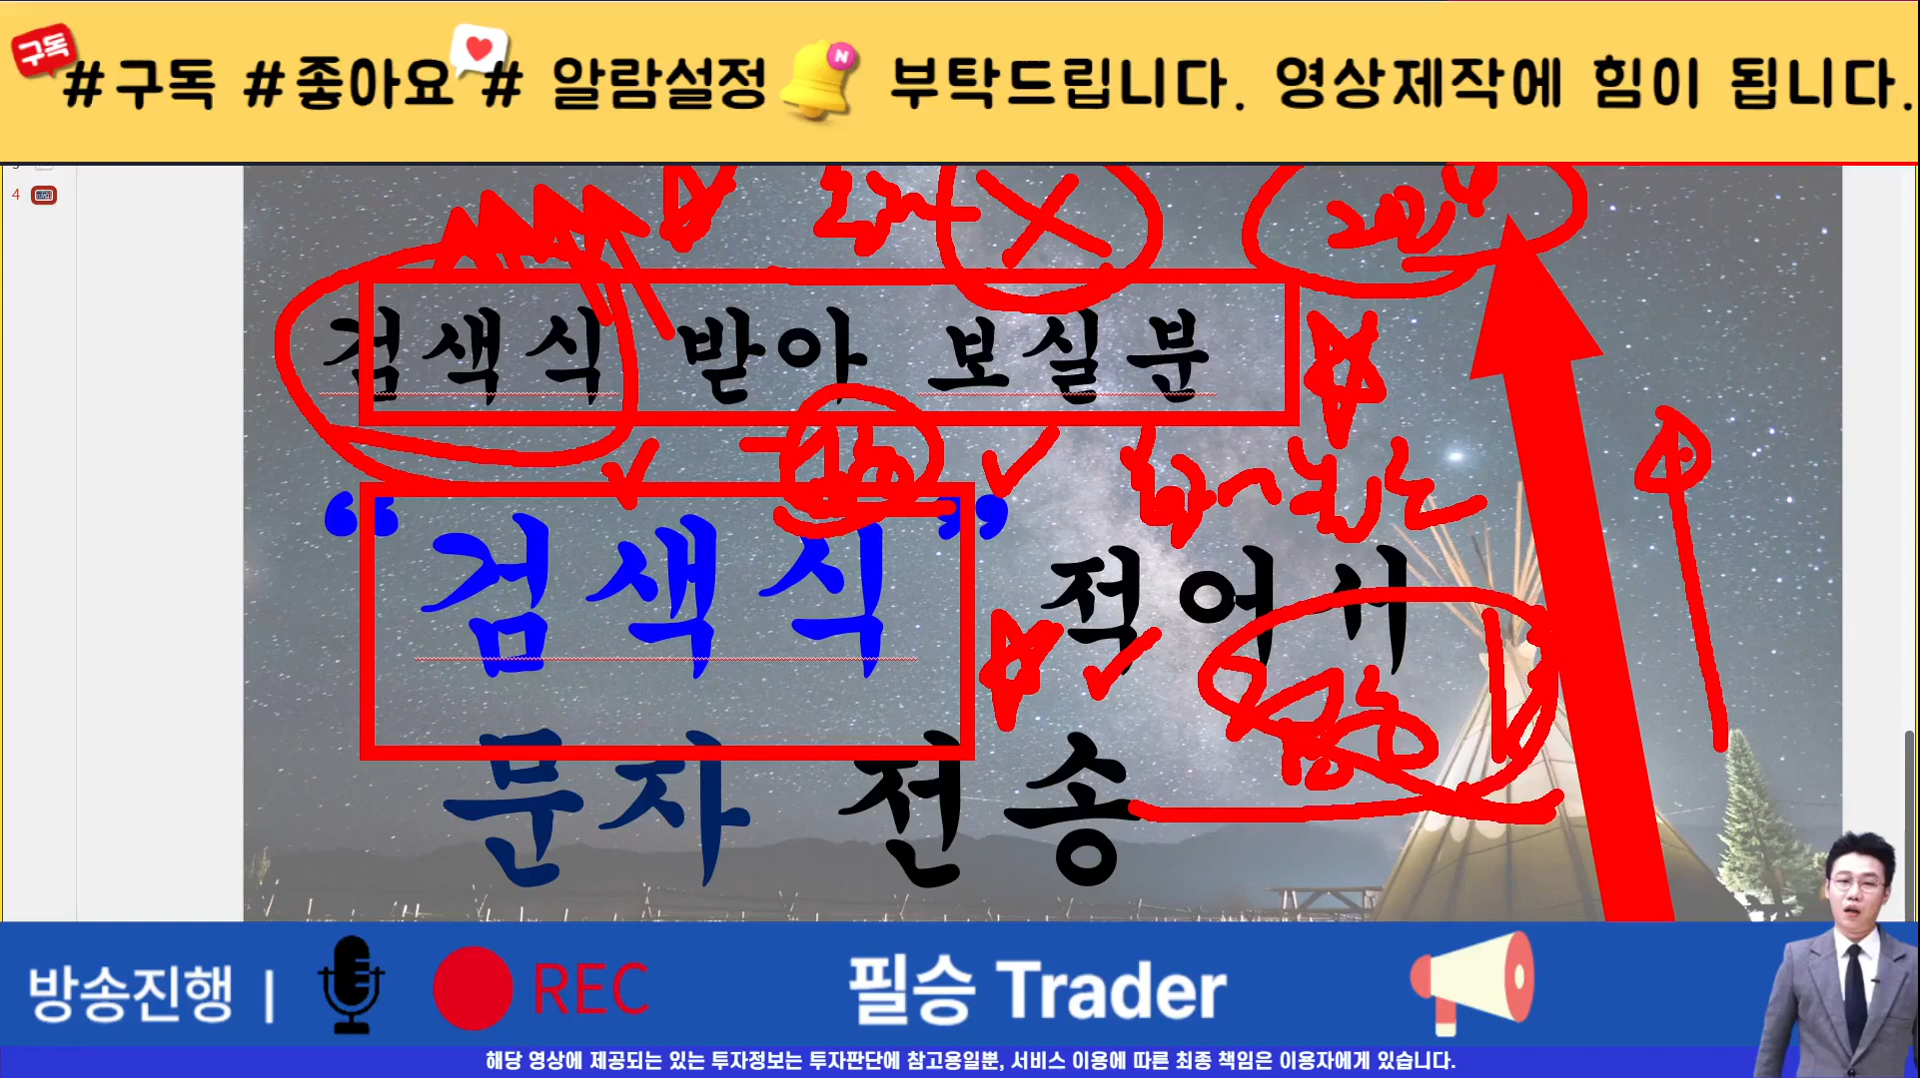 구독
#구독 #좋아요 # 알람설정 N 부탁드립니다. 영상제작에 힘이 됩니다.
4
검색식 받아 보실분
“검색식” 적어서
문자 전송
방송진행 | REC 필승 Trader
해당 영상에 제공되는 있는 투자정보는 투자판단에 참고용일뿐, 서비스 이용에 따른 최종 책임은 이용자에게 있습니다.